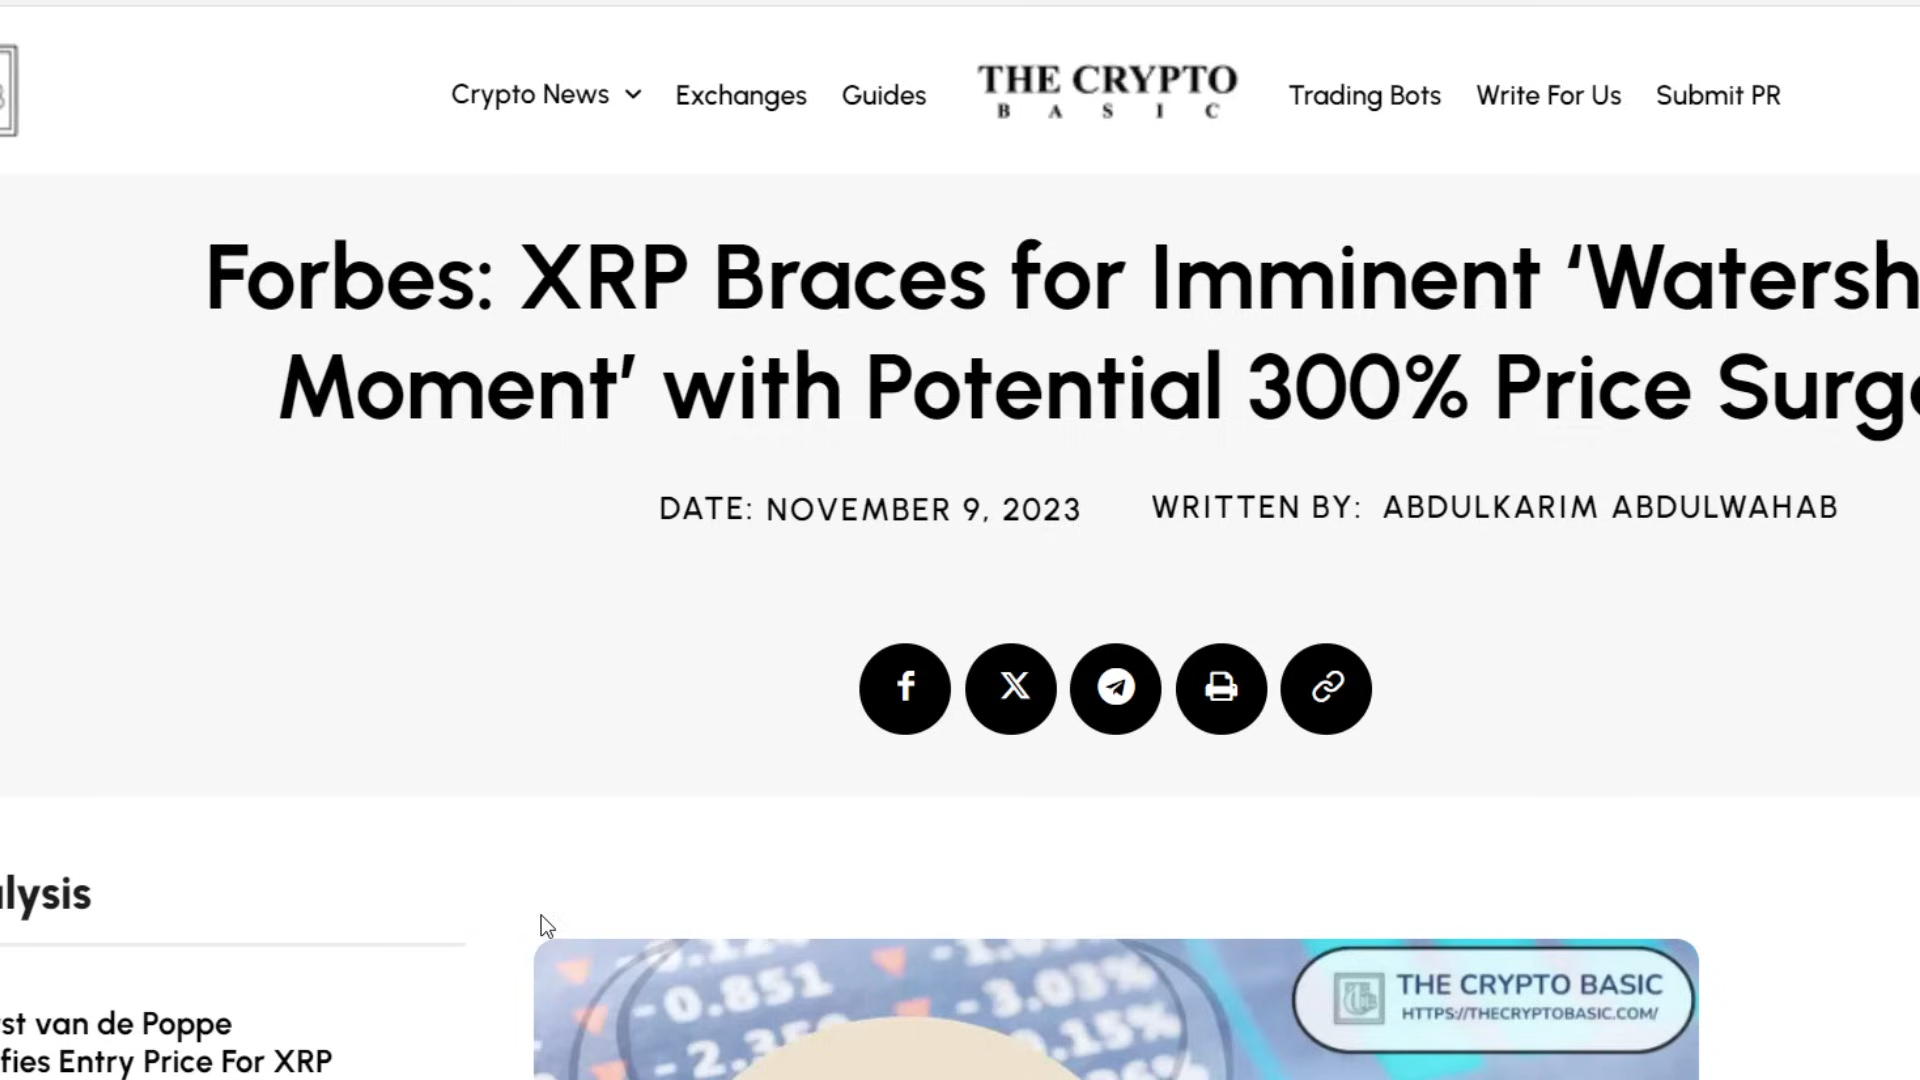 Crypto News
Exchanges
Guides
THE CRYPTO
BASIC
Trading Bots
Write For Us
Submit PR
Forbes: XRP Braces for Imminent ‘Watersh
Moment’ with Potential 300% Price Surge
DATE: NOVEMBER 9, 2023
WRITTEN BY: ABDULKARIM ABDULWAHAB
lysis
st van de Poppe
fies Entry Price For XRP
-0.851
-3.03%
THE CRYPTO BASIC
HTTPS://THECRYPTOBASIC.COM/